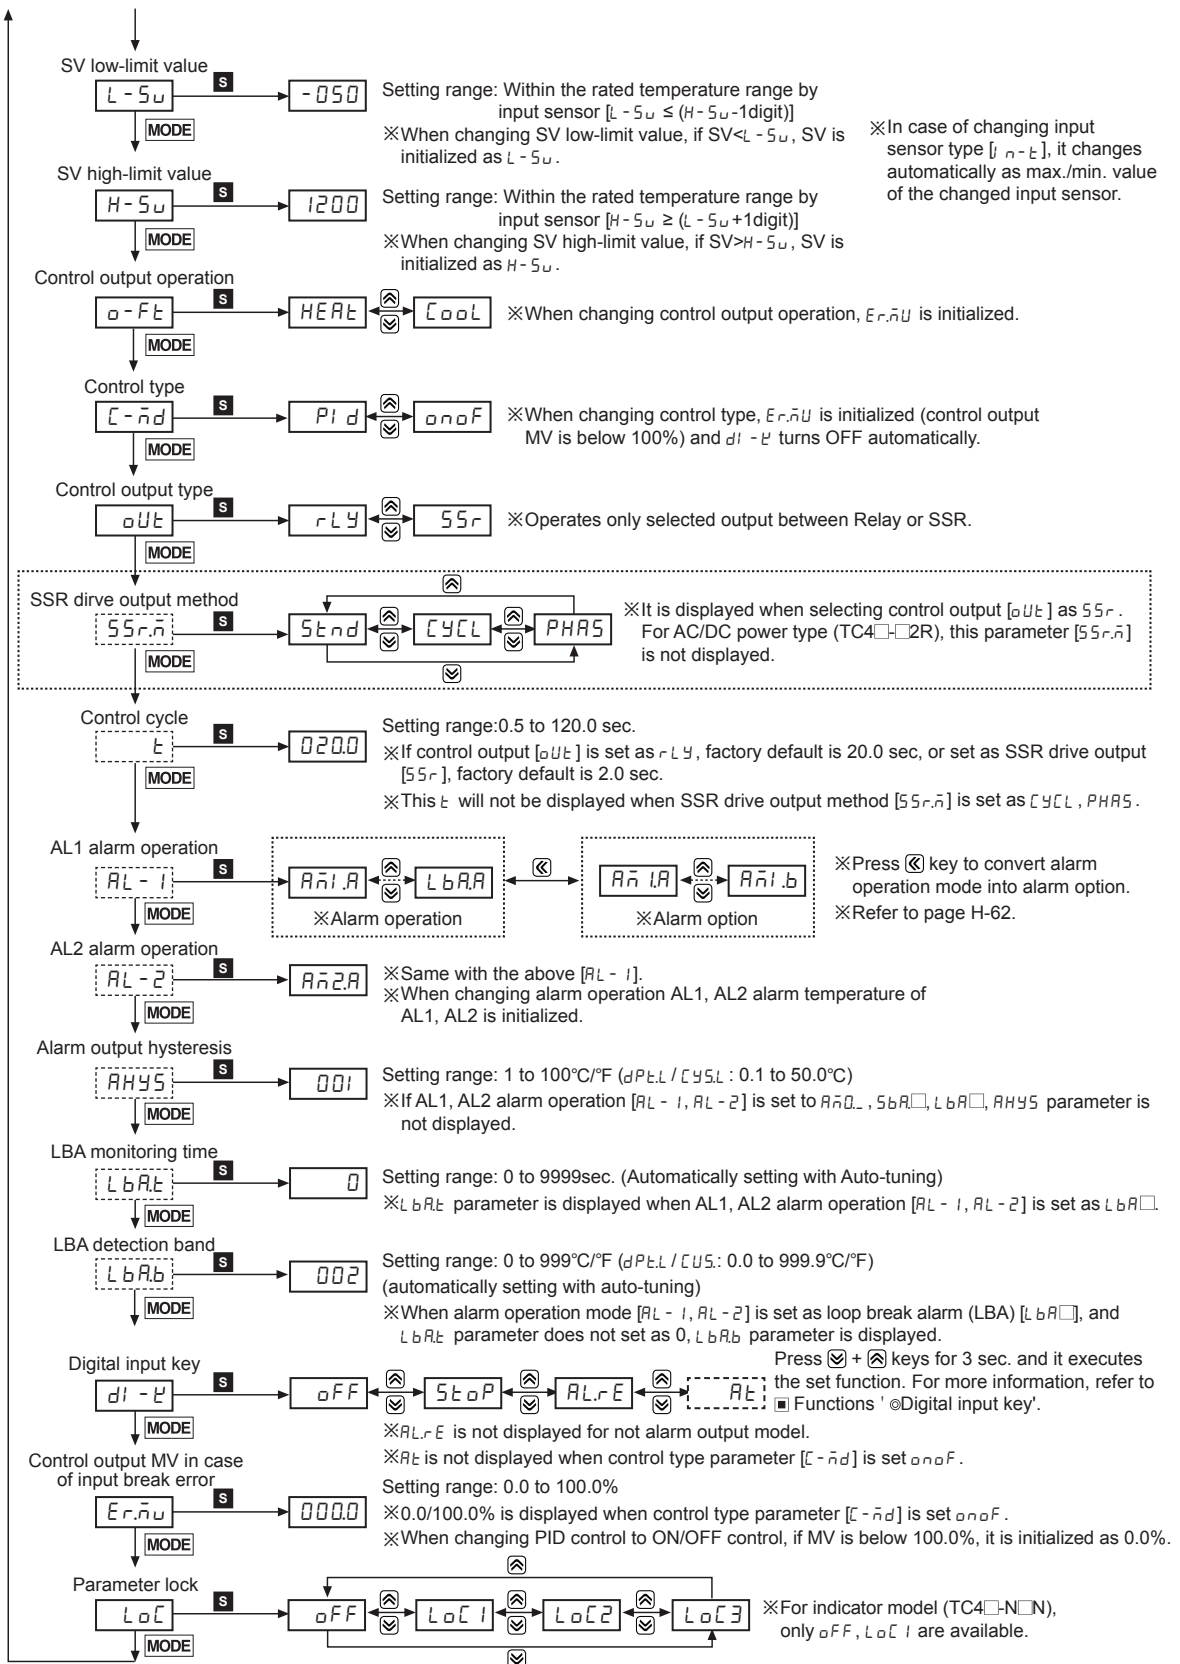 SV low-limit value
L-Sv S -050
MODE
Setting range: Within the rated temperature range by
input sensor [L-Sv ≤ (H-Sv-1digit)]
※When changing SV low-limit value, if SV<L-Sv, SV is
initialized as L-Sv.
※In case of changing input
sensor type [In-t], it changes
automatically as max./min. value
of the changed input sensor.
SV high-limit value
H-Sv S 1200
MODE
Setting range: Within the rated temperature range by
input sensor [H-Sv ≥ (L-Sv+1digit)]
※When changing SV high-limit value, if SV>H-Sv, SV is
initialized as H-Sv.
Control output operation
o-Ft S HEAt CooL
MODE
※When changing control output operation, Er.mU is initialized.
Control type
C-md S PId onoF
MODE
※When changing control type, Er.mU is initialized (control output
MV is below 100%) and dI-K turns OFF automatically.
Control output type
oUt S rLY SSr
MODE
※Operates only selected output between Relay or SSR.
SSR dirve output method
SSr.m S Stnd CYCL PHAS
MODE
※It is displayed when selecting control output [oUt] as SSr.
For AC/DC power type (TC4□-□2R), this parameter [SSr.m]
is not displayed.
Control cycle
t S 020.0
MODE
Setting range:0.5 to 120.0 sec.
※If control output [oUt] is set as rLY, factory default is 20.0 sec, or set as SSR drive output
[SSr], factory default is 2.0 sec.
※This t will not be displayed when SSR drive output method [SSr.m] is set as CYCL, PHAS.
AL1 alarm operation
AL-1 S Am1.A LbA.A Am1.A Am1.b
MODE
※Alarm operation
※Alarm option
※Press key to convert alarm
operation mode into alarm option.
※Refer to page H-62.
AL2 alarm operation
AL-2 S Am2.A
MODE
※Same with the above [AL-1].
※When changing alarm operation AL1, AL2 alarm temperature of
AL1, AL2 is initialized.
Alarm output hysteresis
AHYS S 001
MODE
Setting range: 1 to 100°C/°F (dPt.L / CYS.L : 0.1 to 50.0°C)
※If AL1, AL2 alarm operation [AL-1, AL-2] is set to Am0._, SbA.□, LbA□, AHYS parameter is
not displayed.
LBA monitoring time
LbA.t S 0
MODE
Setting range: 0 to 9999sec. (Automatically setting with Auto-tuning)
※LbA.t parameter is displayed when AL1, AL2 alarm operation [AL-1, AL-2] is set as LbA□.
LBA detection band
LbA.b S 002
MODE
Setting range: 0 to 999°C/°F (dPt.L / CUS.: 0.0 to 999.9°C/°F)
(automatically setting with auto-tuning)
※When alarm operation mode [AL-1, AL-2] is set as loop break alarm (LBA) [LbA□], and
LbA.t parameter does not set as 0, LbA.b parameter is displayed.
Digital input key
dI-K S oFF StoP AL.rE At
MODE
Press + keys for 3 sec. and it executes
the set function. For more information, refer to
▣ Functions ' ◎Digital input key'.
※AL.rE is not displayed for not alarm output model.
※At is not displayed when control type parameter [C-md] is set onoF.
Control output MV in case
of input break error
Er.mu S 000.0
MODE
Setting range: 0.0 to 100.0%
※0.0/100.0% is displayed when control type parameter [C-md] is set onoF.
※When changing PID control to ON/OFF control, if MV is below 100.0%, it is initialized as 0.0%.
Parameter lock
LoC S oFF LoC1 LoC2 LoC3
MODE
※For indicator model (TC4□-N□N),
only oFF, LoC1 are available.